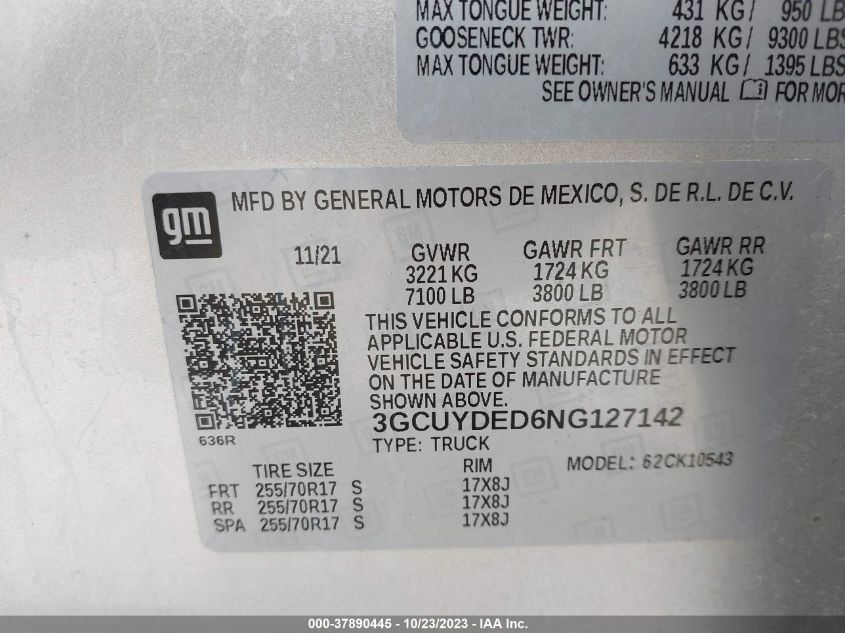 MAX TONGUE WEIGHT: 431 KG/ 950 LB
GOOSENECK TWR: 4218 KG/ 9300 LBS
MAX TONGUE WEIGHT: 633 KG/ 1395 LBS
SEE OWNER'S MANUAL FOR MOR
gm
MFD BY GENERAL MOTORS DE MEXICO, S. DE R.L. DE C.V.
11/21 GVWR GAWR FRT GAWR RR
3221 KG 1724 KG 1724 KG
7100 LB 3800 LB 3800 LB
THIS VEHICLE CONFORMS TO ALL
APPLICABLE U.S. FEDERAL MOTOR
VEHICLE SAFETY STANDARDS IN EFFECT
ON THE DATE OF MANUFACTURE
SHOWN ABOVE.
3GCUYDED6NG127142
636R
TYPE: TRUCK
MODEL: 62CK10543
TIRE SIZE RIM
FRT 255/70R17 S 17X8J
RR 255/70R17 S 17X8J
SPA 255/70R17 S 17X8J
000-37890445 - 10/23/2023 - IAA Inc.